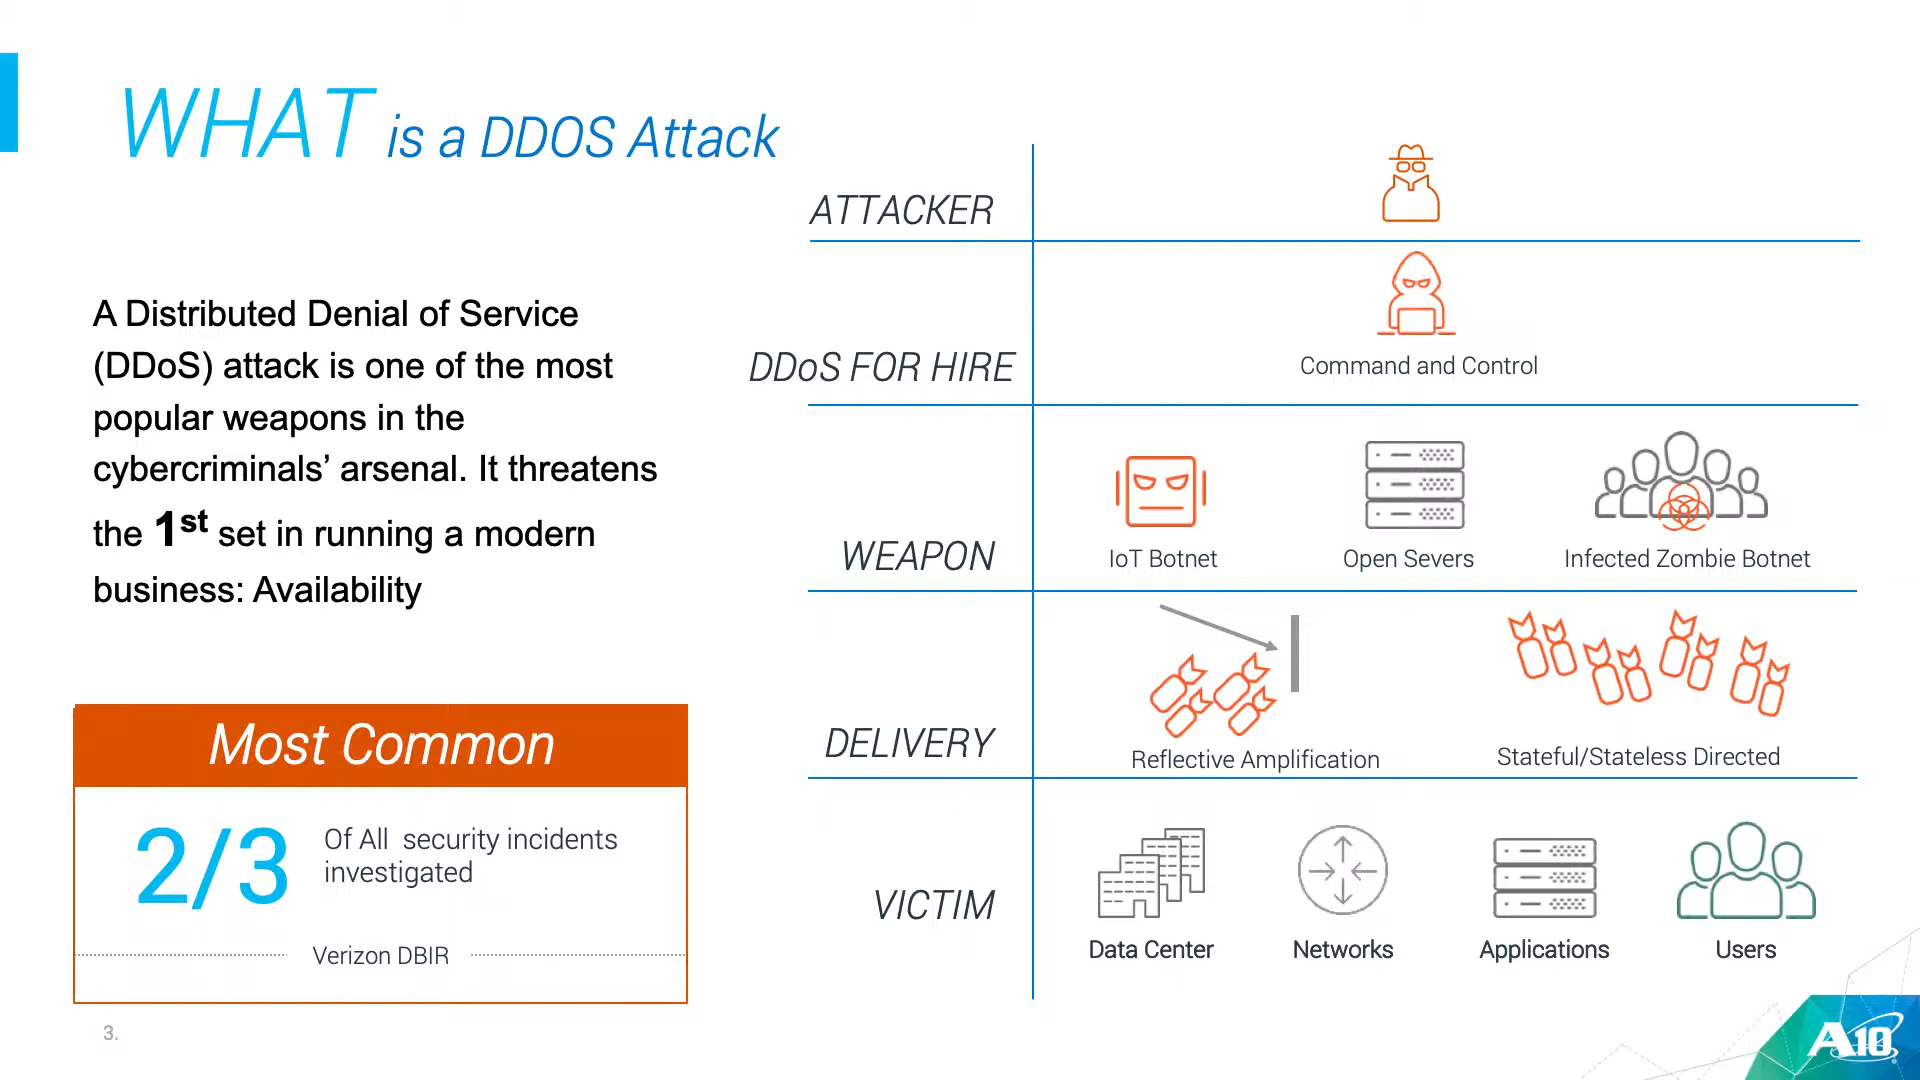 WHAT is a DDOS Attack
A Distributed Denial of Service
(DDoS) attack is one of the most
popular weapons in the
cybercriminals’ arsenal. It threatens
the 1st set in running a modern
business: Availability
Most Common
2/3
Of All  security incidents
investigated
Verizon DBIR
ATTACKER
DDoS FOR HIRE
Command and Control
WEAPON
IoT Botnet
Open Severs
Infected Zombie Botnet
DELIVERY
Reflective Amplification
Stateful/Stateless Directed
VICTIM
Data Center
Networks
Applications
Users
3.
A10